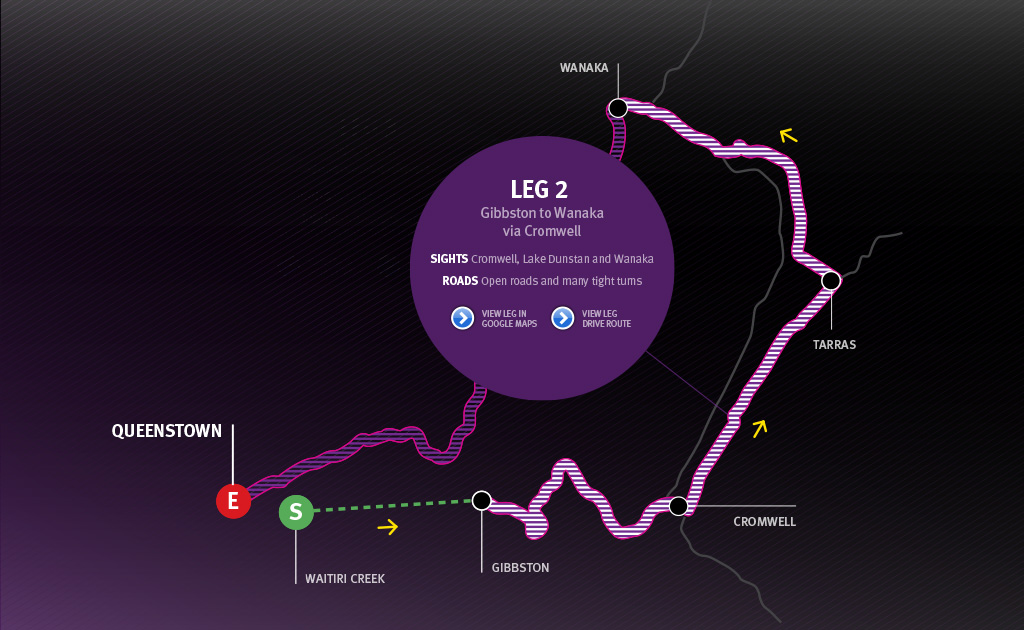 WANAKA
LEG 2
Gibbston to Wanaka
via Cromwell
SIGHTS Cromwell, Lake Dunstan and Wanaka
ROADS Open roads and many tight turns
VIEW LEG IN
GOOGLE MAPS
VIEW LEG
DRIVE ROUTE
TARRAS
QUEENSTOWN
E
S
CROMWELL
GIBBSTON
WAITIRI CREEK